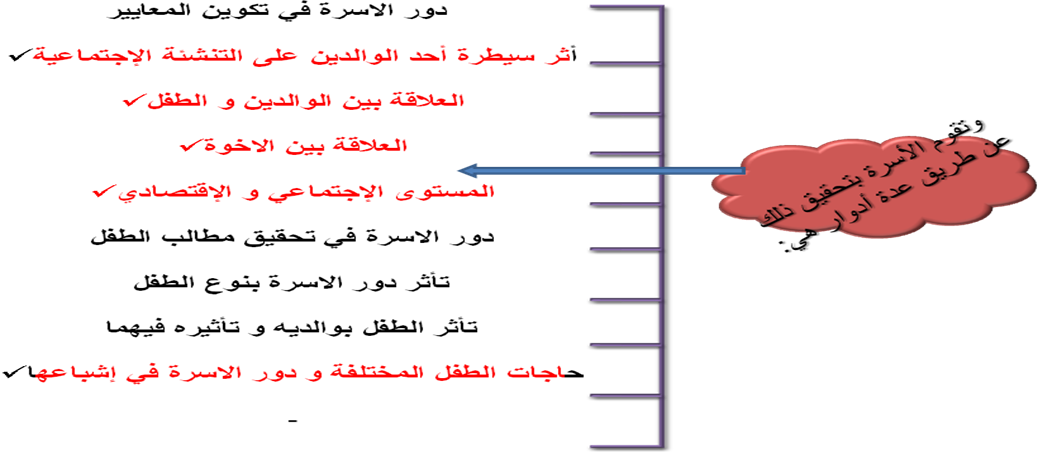 وتقوم الأسرة بتحقيق ذلك
عن طريق عدة أدوار هي:
دور الاسرة في تكوين المعايير
أثر سيطرة أحد الوالدين على التنشئة الإجتماعية✓
العلاقة بين الوالدين و الطفل✓
العلاقة بين الاخوة✓
المستوى الإجتماعي و الإقتصادي✓
دور الاسرة في تحقيق مطالب الطفل
تأثر دور الاسرة بنوع الطفل
تأثر الطفل بوالديه و تأثيره فيهما
حاجات الطفل المختلفة و دور الاسرة في إشباعها✓
-